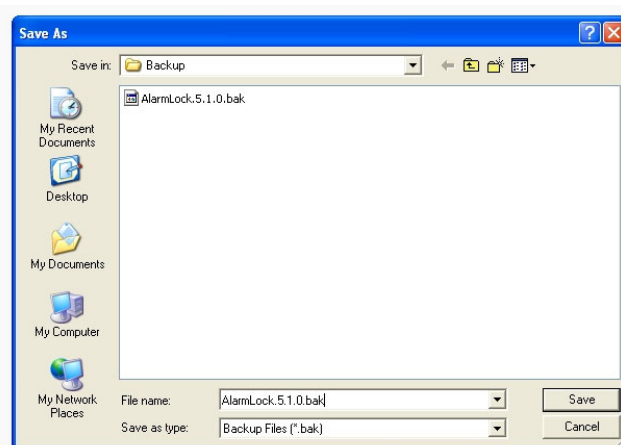 Save As
Save in: Backup
AlarmLock.5.1.0.bak
My Recent
Documents
Desktop
My Documents
My Computer
My Network
Places
File name: AlarmLock.5.1.0.bak Save
Save as type: Backup Files (*.bak) Cancel